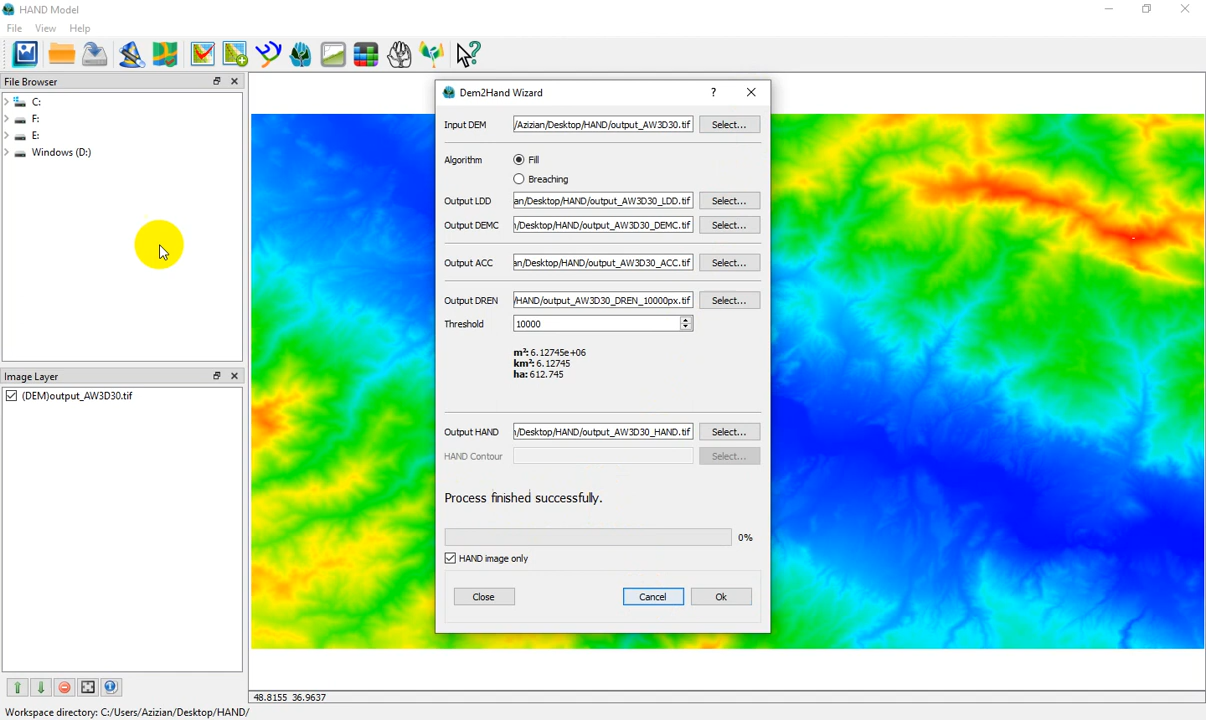 HAND Model
File View Help
File Browser
C:
F:
E:
Windows (D:)
Image Layer
(DEM)output_AW3D30.tif
Dem2Hand Wizard
?
Input DEM /Azizian/Desktop/HAND/output_AW3D30.tif Select...
Algorithm Fill
Breaching
Output LDD an/Desktop/HAND/output_AW3D30_LDD.tif Select...
Output DEMC )/Desktop/HAND/output_AW3D30_DEMC.tif Select...
Output ACC an/Desktop/HAND/output_AW3D30_ACC.tif Select...
Output DREN /HAND/output_AW3D30_DREN_10000px.tif Select...
Threshold 10000
m²: 6.12745e+06
km²: 6.12745
ha: 612.745
Output HAND )/Desktop/HAND/output_AW3D30_HAND.tif Select...
HAND Contour Select...
Process finished successfully.
0%
HAND image only
Close Cancel Ok
48.8155 36.9637
Workspace directory: C:/Users/Azizian/Desktop/HAND/